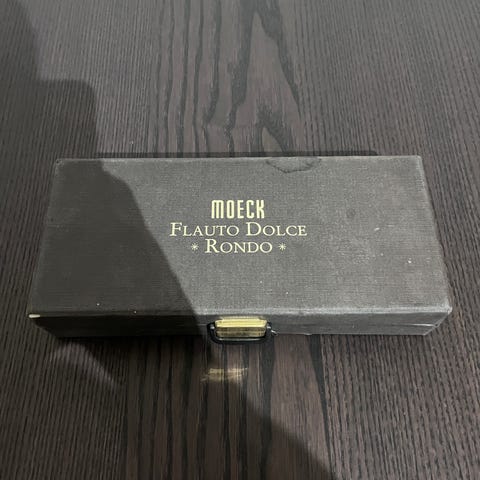 MOECK
FLAUTO DOLCE
* RONDO *